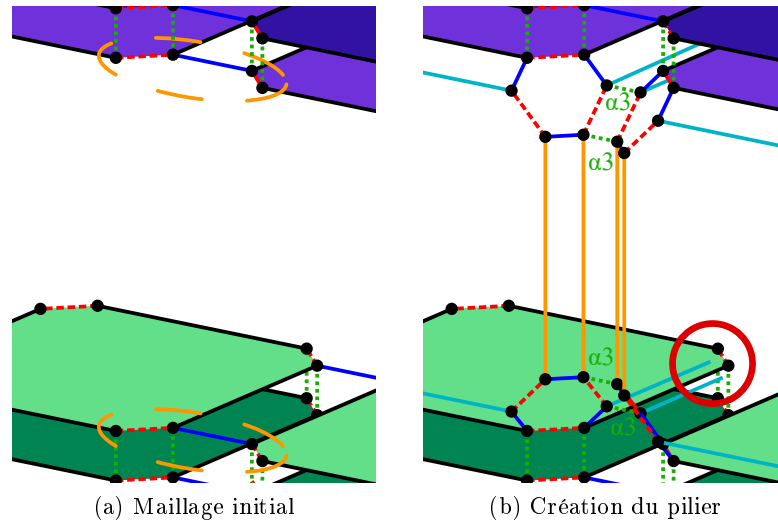 α3
α3
α3
α3
(a) Maillage initial
(b) Création du pilier